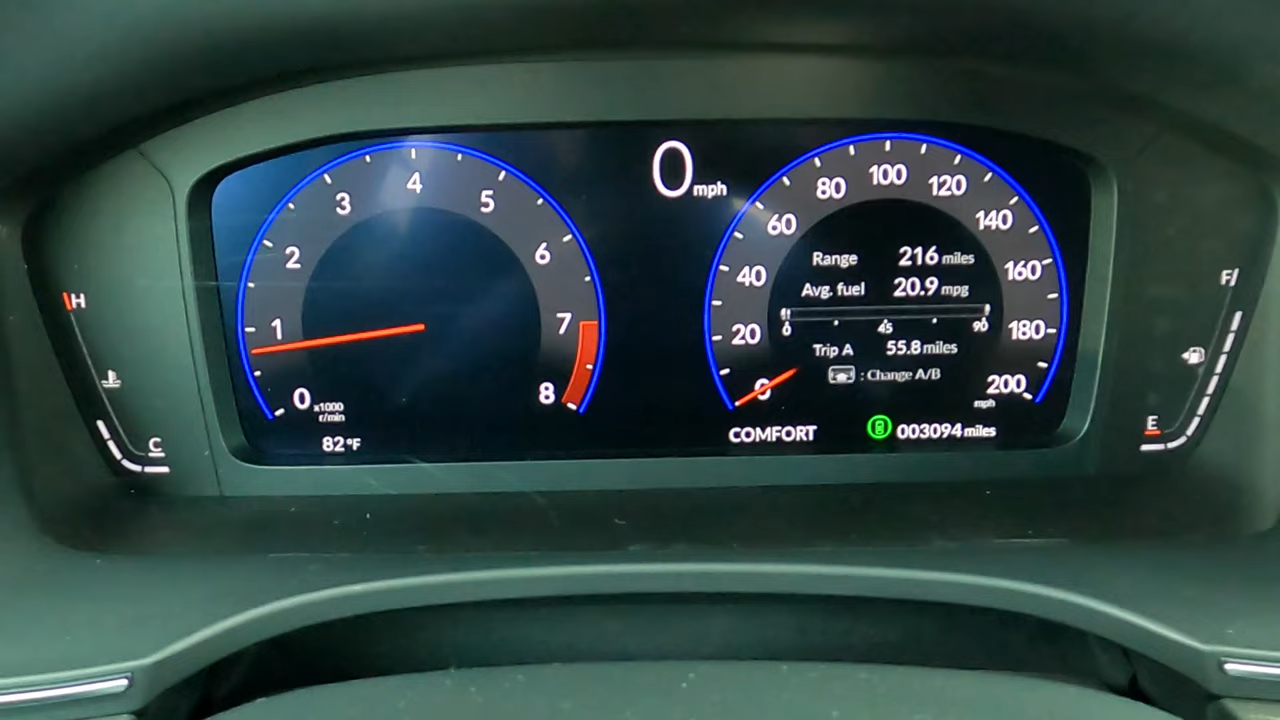 0 mph
4
3
5
2
6
1
7
0
8
x1000
r/min
82°F
H
C
80
100
120
60
140
40
160
20
180
0
200
mph
Range 216 miles
Avg. fuel 20.9 mpg
0 45 90
Trip A 55.8 miles
: Change A/B
COMFORT
003094 miles
F
E